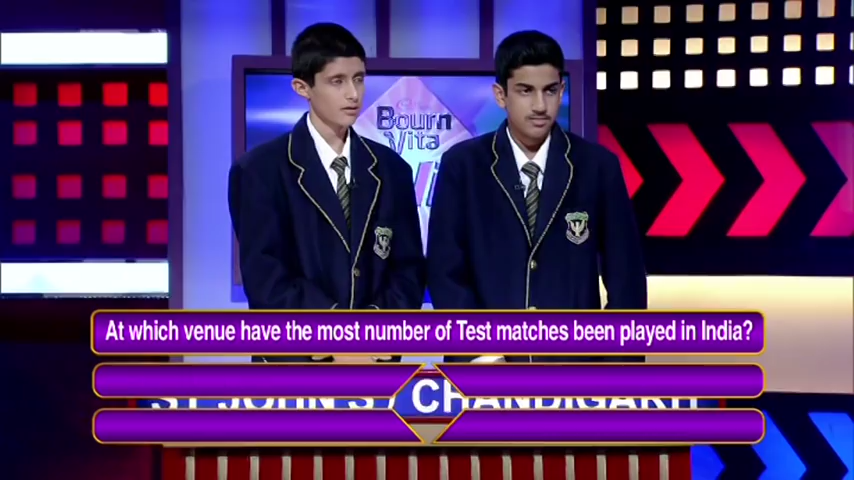 Bourn
Vita
At which venue have the most number of Test matches been played in India?
ST JOHN'S, CHANDIGARH